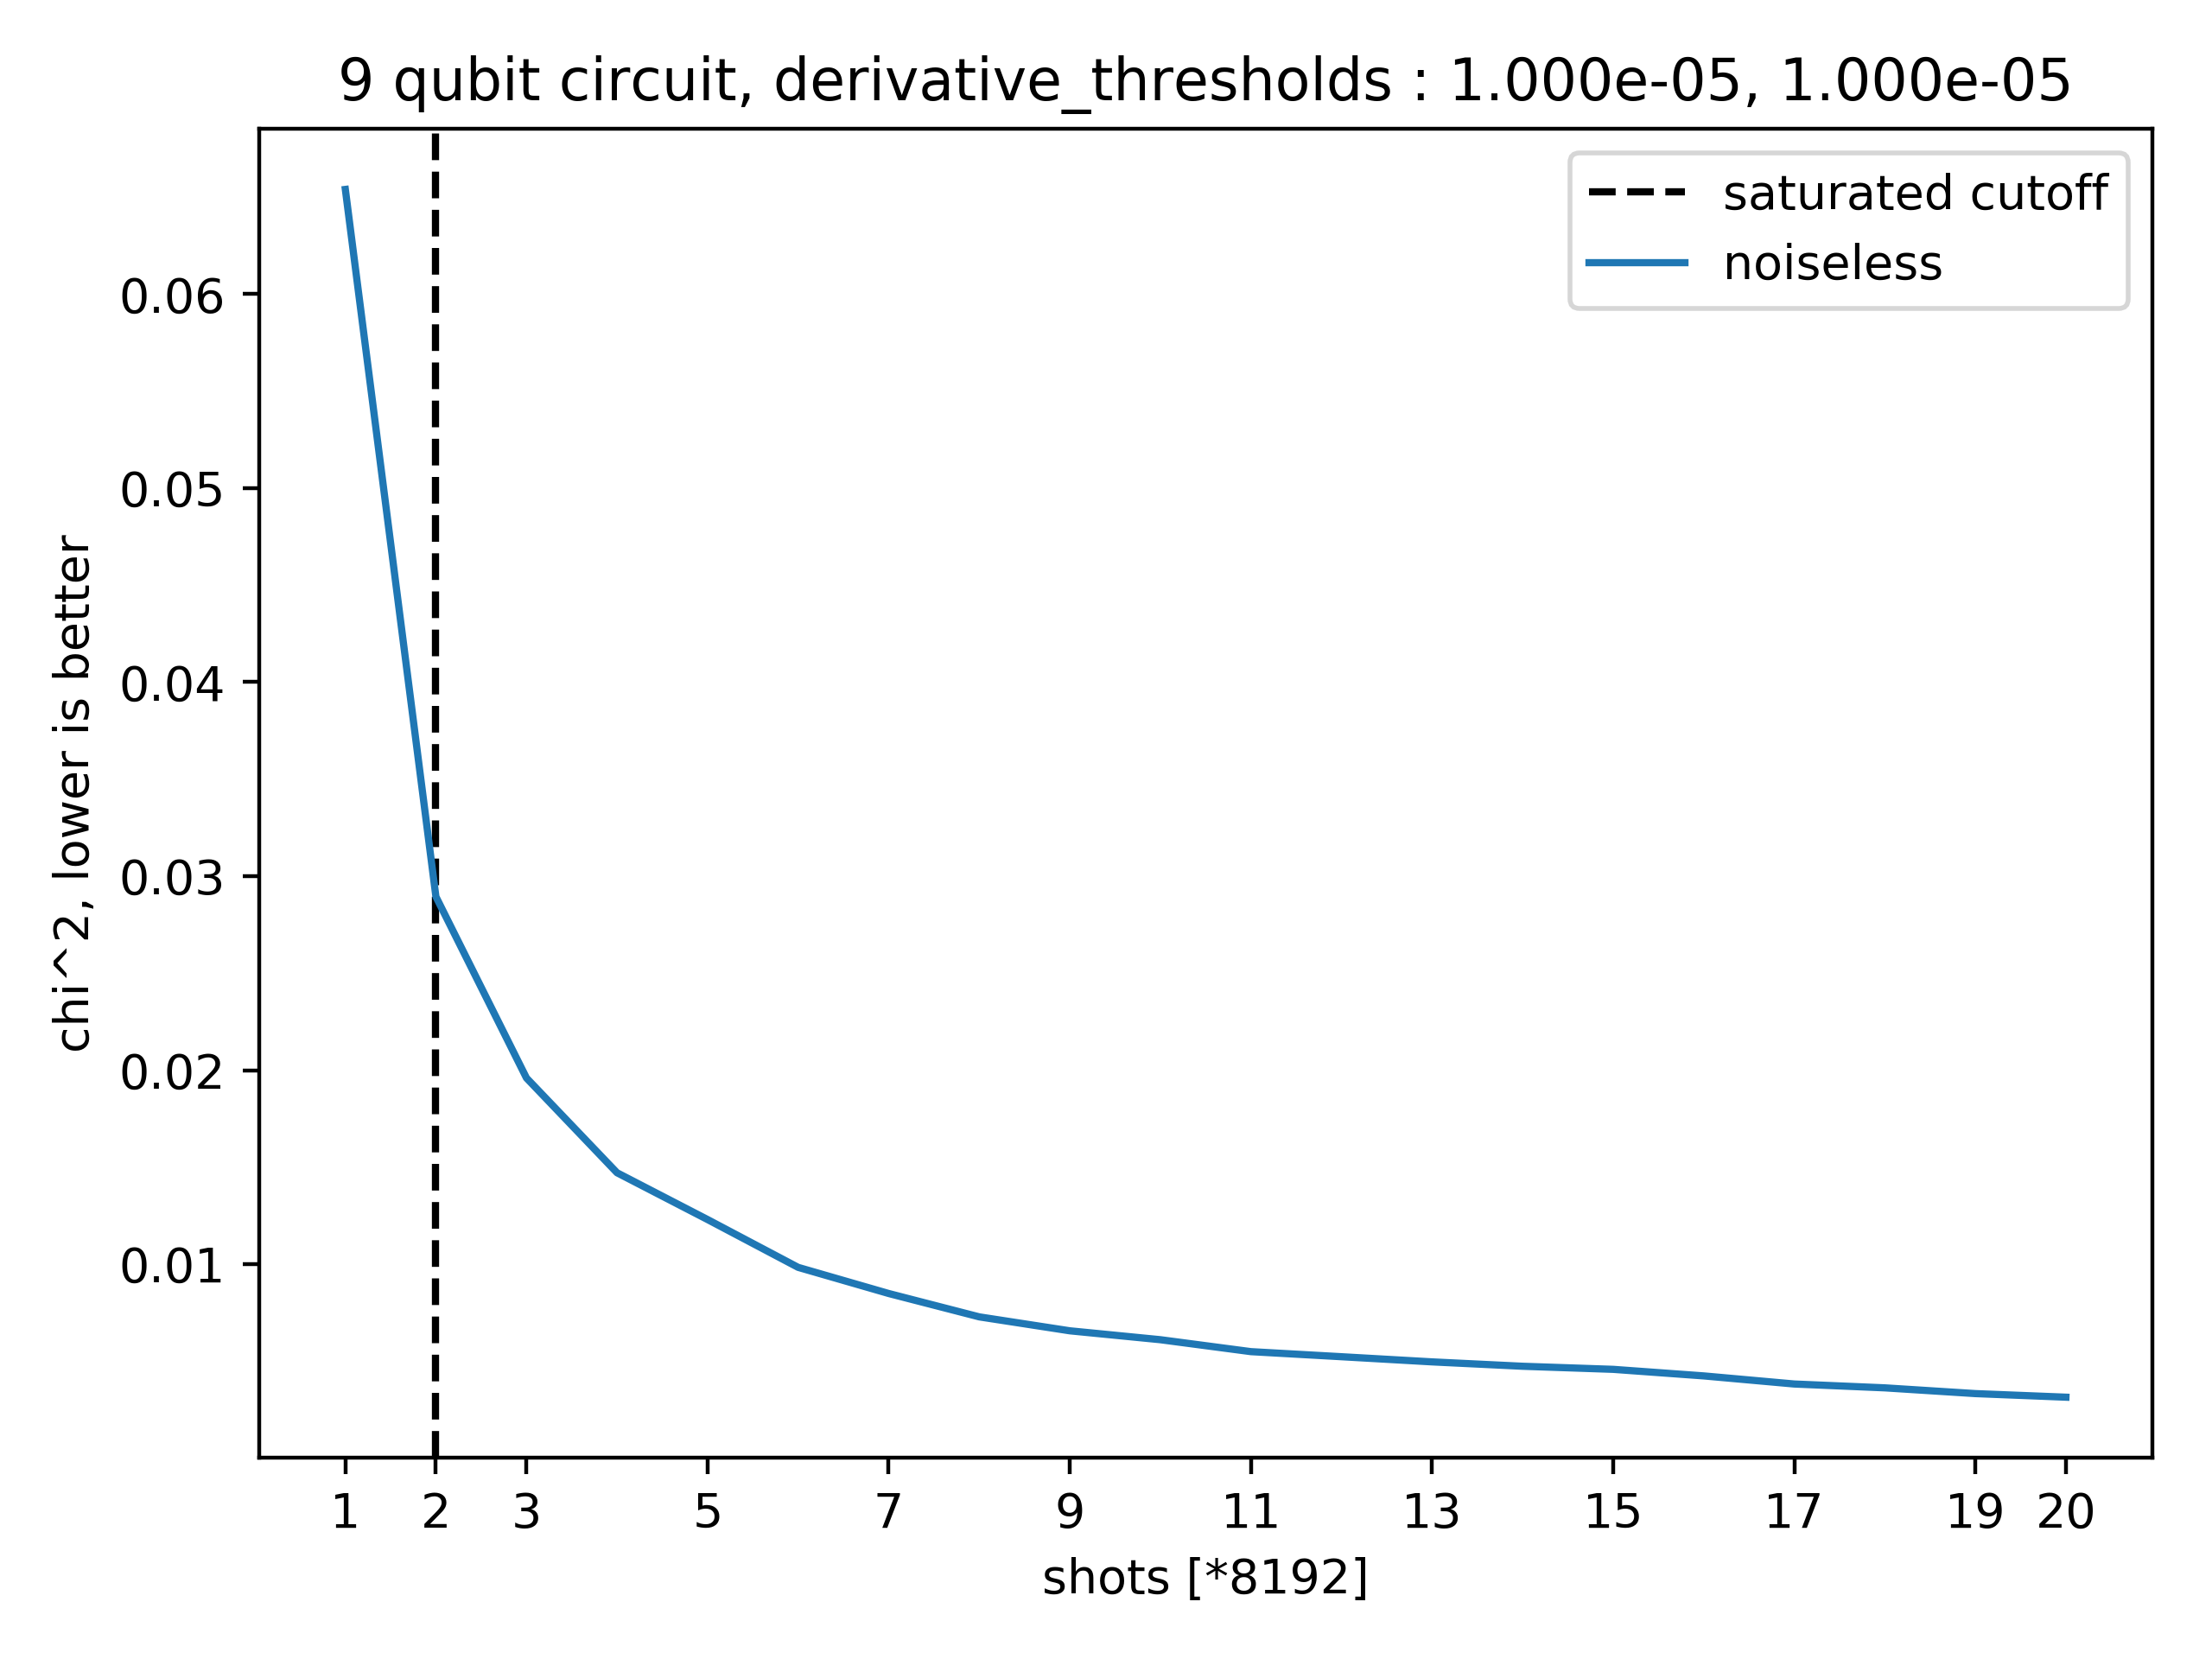 9 qubit circuit, derivative_thresholds : 1.000e-05, 1.000e-05
saturated cutoff
noiseless
chi^2, lower is better
0.06
0.05
0.04
0.03
0.02
0.01
1 2 3 5 7 9 11 13 15 17 19 20
shots [*8192]